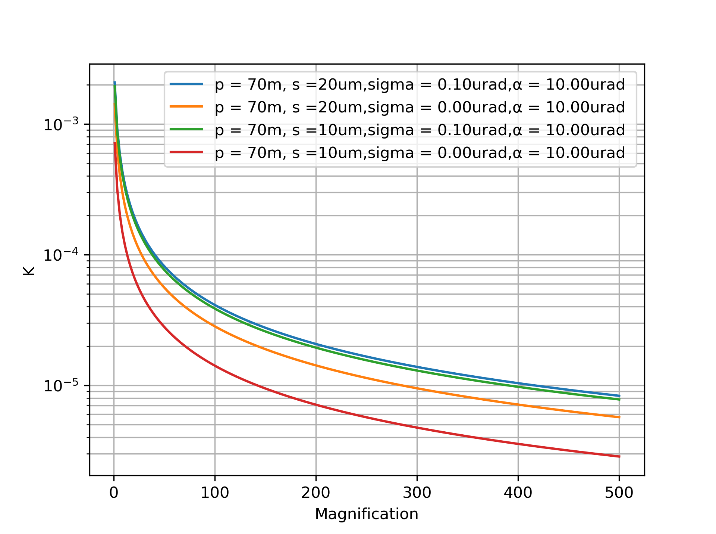 p = 70m, s =20um,sigma = 0.10urad,α = 10.00urad
p = 70m, s =20um,sigma = 0.00urad,α = 10.00urad
p = 70m, s =10um,sigma = 0.10urad,α = 10.00urad
p = 70m, s =10um,sigma = 0.00urad,α = 10.00urad
10⁻³
10⁻⁴
10⁻⁵
K
0 100 200 300 400 500
Magnification